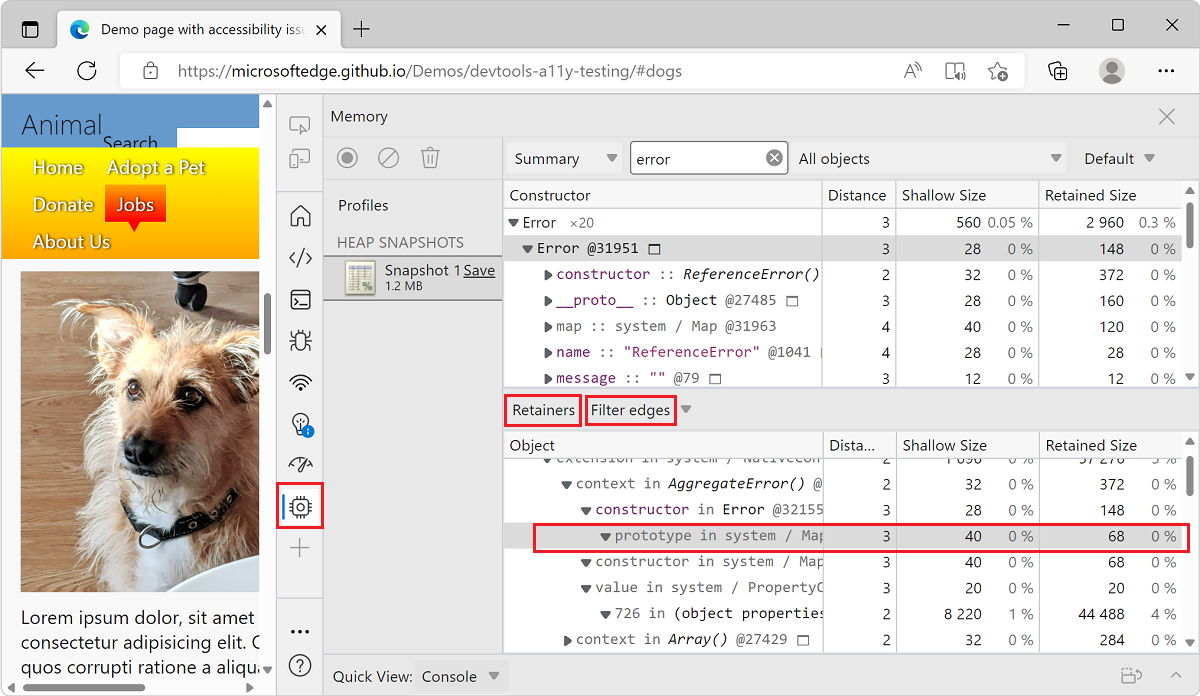 Demo page with accessibility iss
https://microsoftedge.github.io/Demos/devtools-a11y-testing/#dogs
Animal
Search
Home Adopt a Pet
Donate Jobs
About Us
Lorem ipsum dolor, sit amet
consectetur adipisicing elit.
quos corrupti ratione a
Memory
Profiles
HEAP SNAPSHOTS
Snapshot 1 Save
1.2 MB
Summary error All objects Default
Constructor Distance Shallow Size Retained Size
Error ×20 3 560 0.05 % 2 960 0.3 %
Error @31951 3 28 0 % 148 0 %
constructor :: ReferenceError() 2 32 0 % 372 0 %
__proto__ :: Object @27485 3 28 0 % 160 0 %
map :: system / Map @31963 4 40 0 % 120 0 %
name :: "ReferenceError" @1041 4 28 0 % 28 0 %
message :: "" @79 3 12 0 % 12 0 %
Retainers Filter edges
Object Dista... Shallow Size Retained Size
extension in system / 2
context in AggregateError() @ 2 32 0 % 372 0 %
constructor in Error @32155 3 28 0 % 148 0 %
prototype in system / Map 3 40 0 % 68 0 %
constructor in system / Map 3 40 0 % 68 0 %
value in system / PropertyC 3 20 0 % 20 0 %
726 in (object properties 2 8 220 1 % 44 488 4 %
context in Array() @27429 2 32 0 % 284 0 %
Quick View: Console